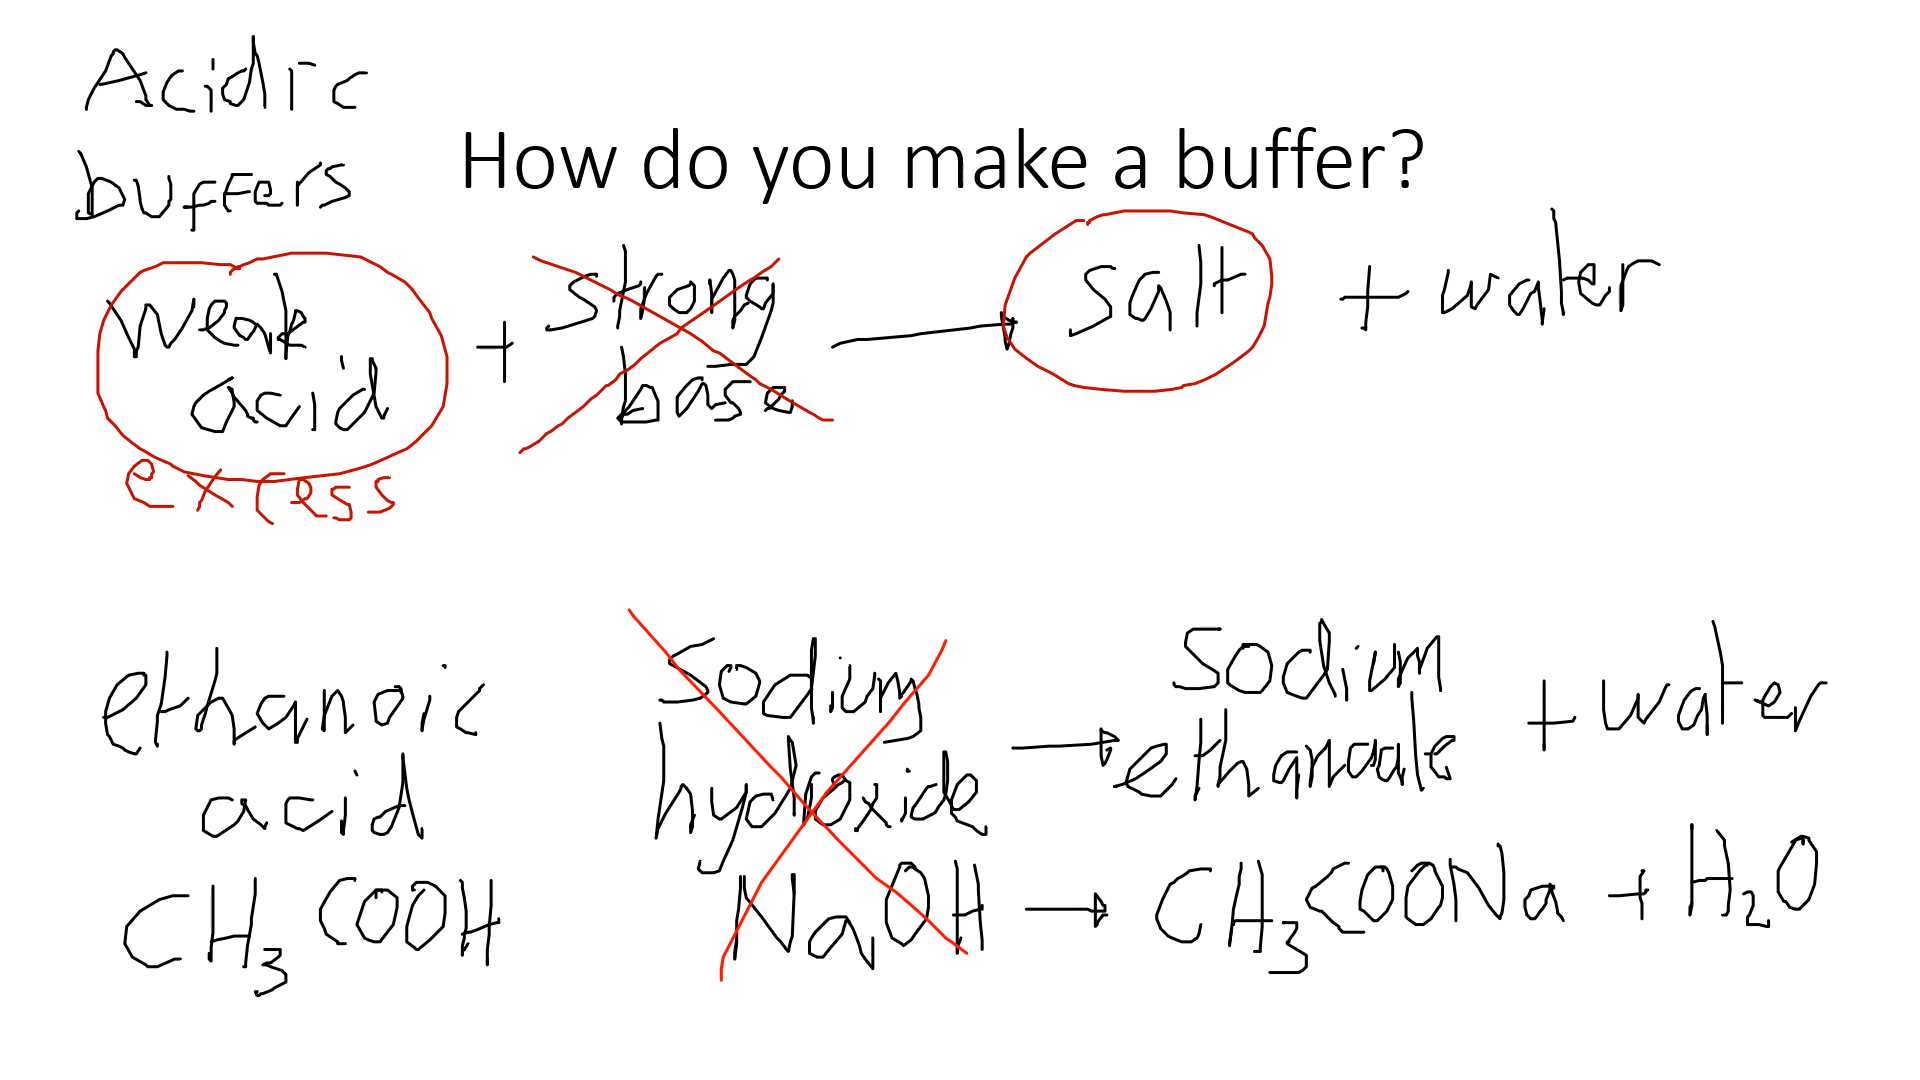 Acidic
buffers
How do you make a buffer?
weak acid + strong base → salt + water
excess
ethanoic acid sodium hydroxide → sodium ethanoate + water
CH₃COOH NaOH → CH₃COONa + H₂O